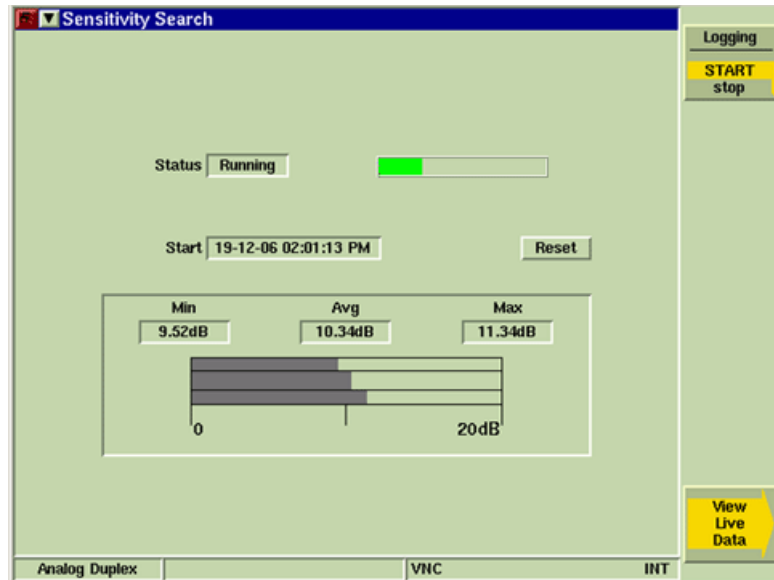 Sensitivity Search
Logging
START
stop
Status Running
Start 19-12-06 02:01:13 PM Reset
Min Avg Max
9.52dB 10.34dB 11.34dB
0 20dB
View
Live
Data
Analog Duplex VNC INT